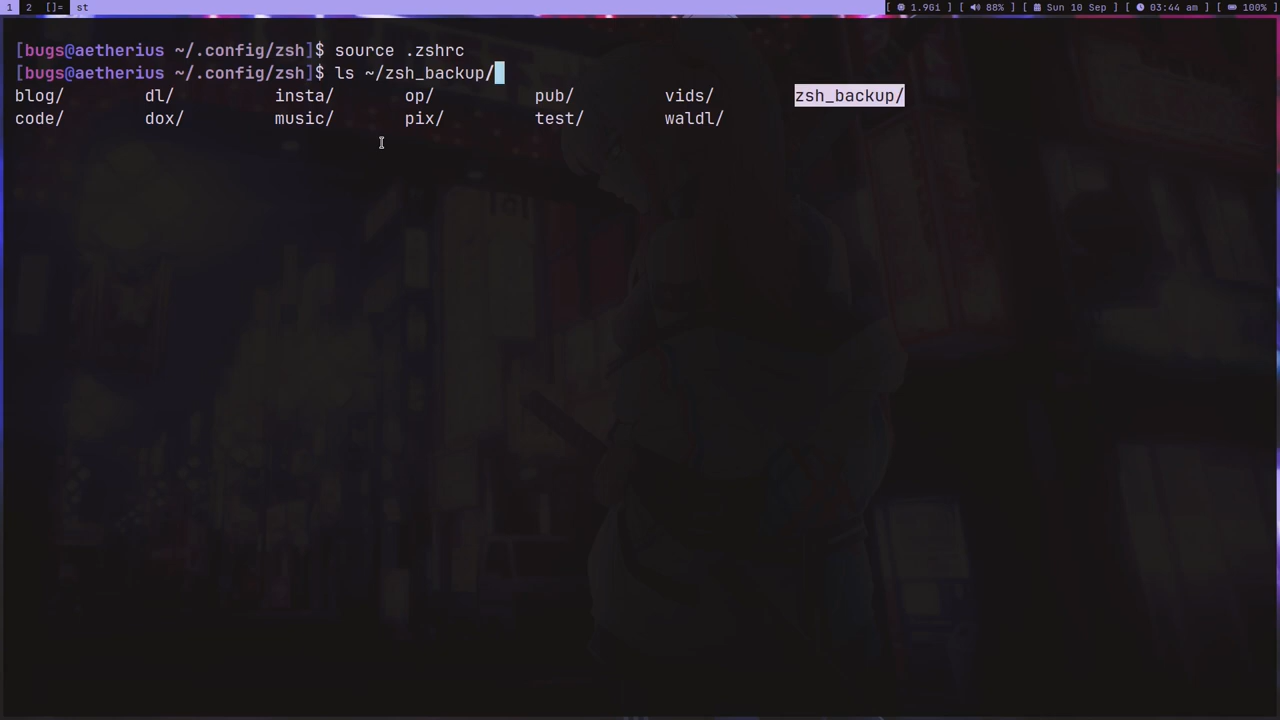 1 2 []= st [ 1.9Gi ] [ 88% ] [ Sun 10 Sep ] [ 03:44 am ] [ 100% ]
[bugs@aetherius ~/.config/zsh]$ source .zshrc
[bugs@aetherius ~/.config/zsh]$ ls ~/zsh_backup/
blog/ dl/ insta/ op/ pub/ vids/ zsh_backup/
code/ dox/ music/ pix/ test/ waldl/